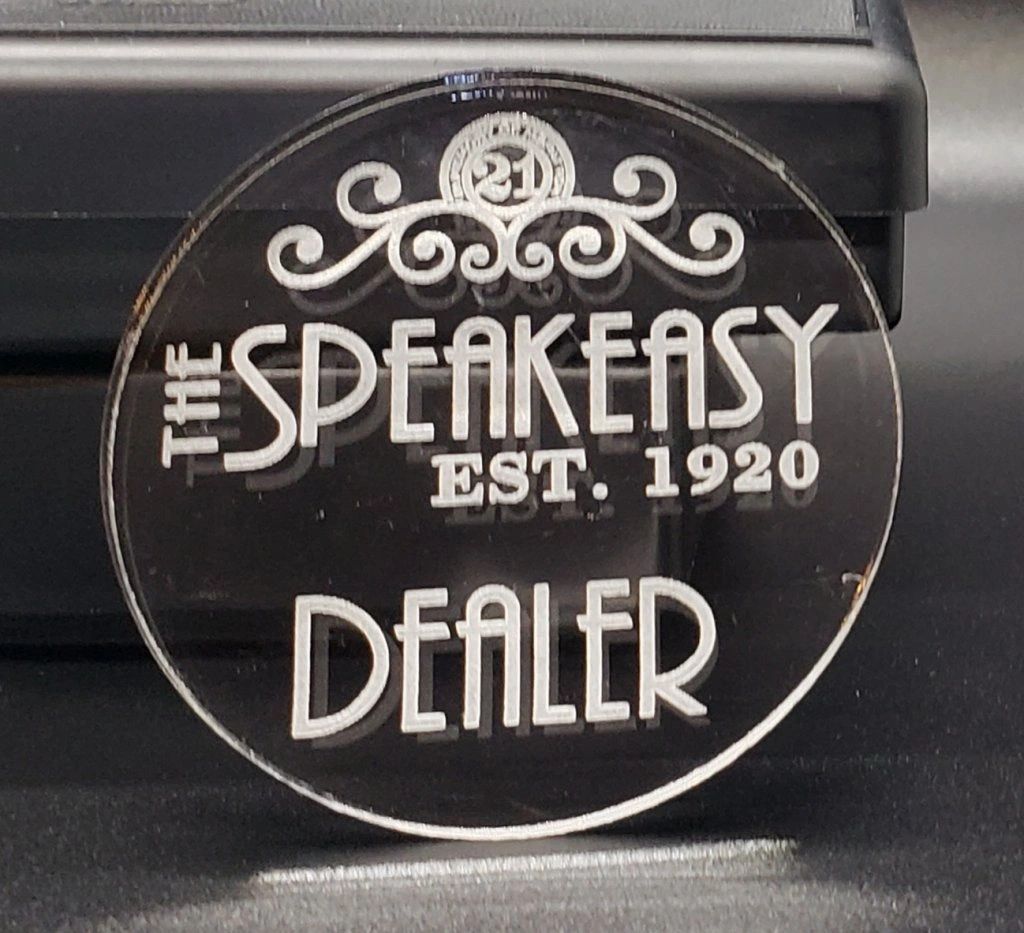 21
THE SPEAKEASY
EST. 1920
DEALER